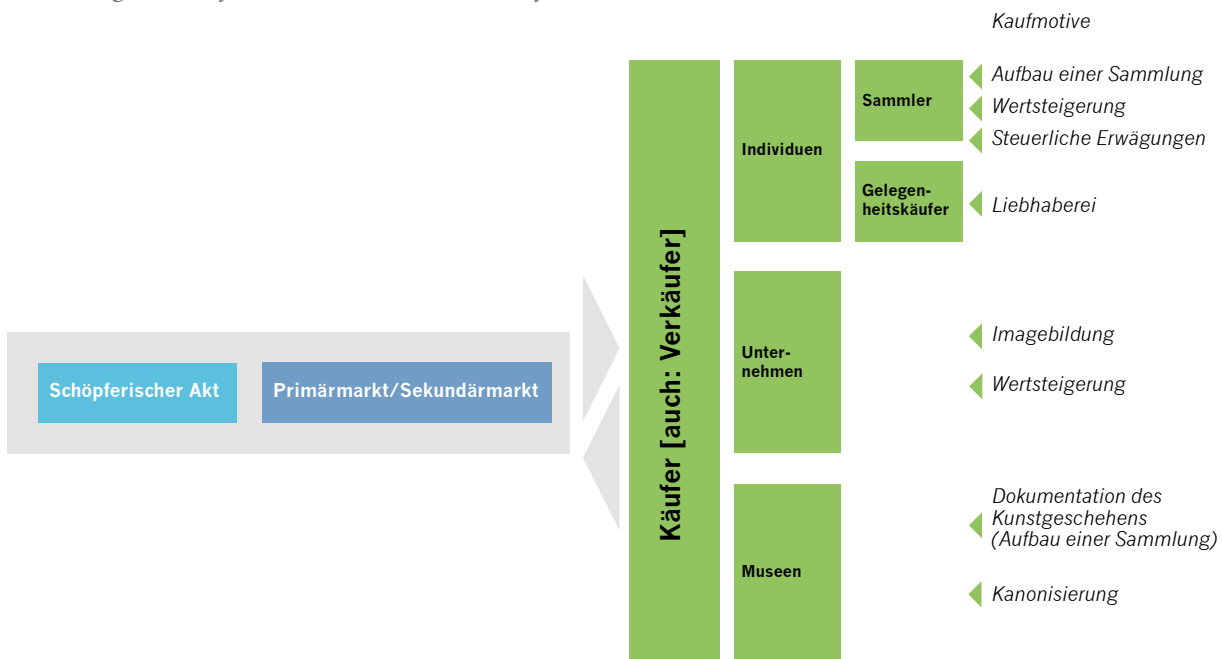 Kaufmotive
Aufbau einer Sammlung
Sammler
Wertsteigerung
Steuerliche Erwägungen
Individuen
Gelegen-
heitskäufer
Liebhaberei
Käufer [auch: Verkäufer]
Imagebildung
Unter-
nehmen
Wertsteigerung
Schöpferischer Akt
Primärmarkt/Sekundärmarkt
Dokumentation des
Kunstgeschehens
(Aufbau einer Sammlung)
Museen
Kanonisierung